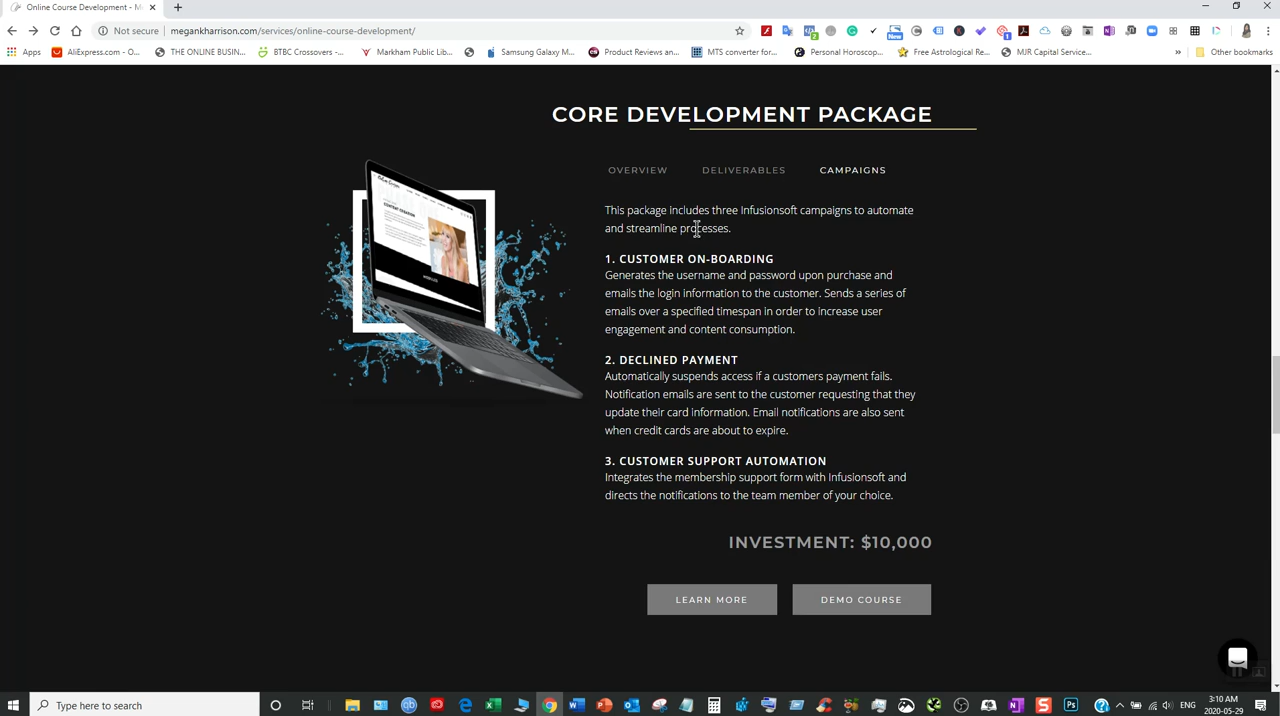 Online Course Development - M
Not secure
megankharrison.com/services/online-course-development/
2
New
1
Apps
AliExpress.com - O...
THE ONLINE BUSIN...
BTBC Crossovers -...
Markham Public Lib...
Samsung Galaxy M...
Product Reviews an...
MTS converter for...
Personal Horoscop...
Free Astrological Re...
MJR Capital Service...
»
Other bookmarks
CORE DEVELOPMENT PACKAGE
OVERVIEW
DELIVERABLES
CAMPAIGNS
This package includes three Infusionsoft campaigns to automate
and streamline processes.
1. CUSTOMER ON-BOARDING
Generates the username and password upon purchase and
emails the login information to the customer. Sends a series of
emails over a specified timespan in order to increase user
engagement and content consumption.
2. DECLINED PAYMENT
Automatically suspends access if a customers payment fails.
Notification emails are sent to the customer requesting that they
update their card information. Email notifications are also sent
when credit cards are about to expire.
3. CUSTOMER SUPPORT AUTOMATION
Integrates the membership support form with Infusionsoft and
directs the notifications to the team member of your choice.
INVESTMENT: $10,000
LEARN MORE
DEMO COURSE
CONTENT CREATION
Type here to search
ENG
3:10 AM
2020-05-29